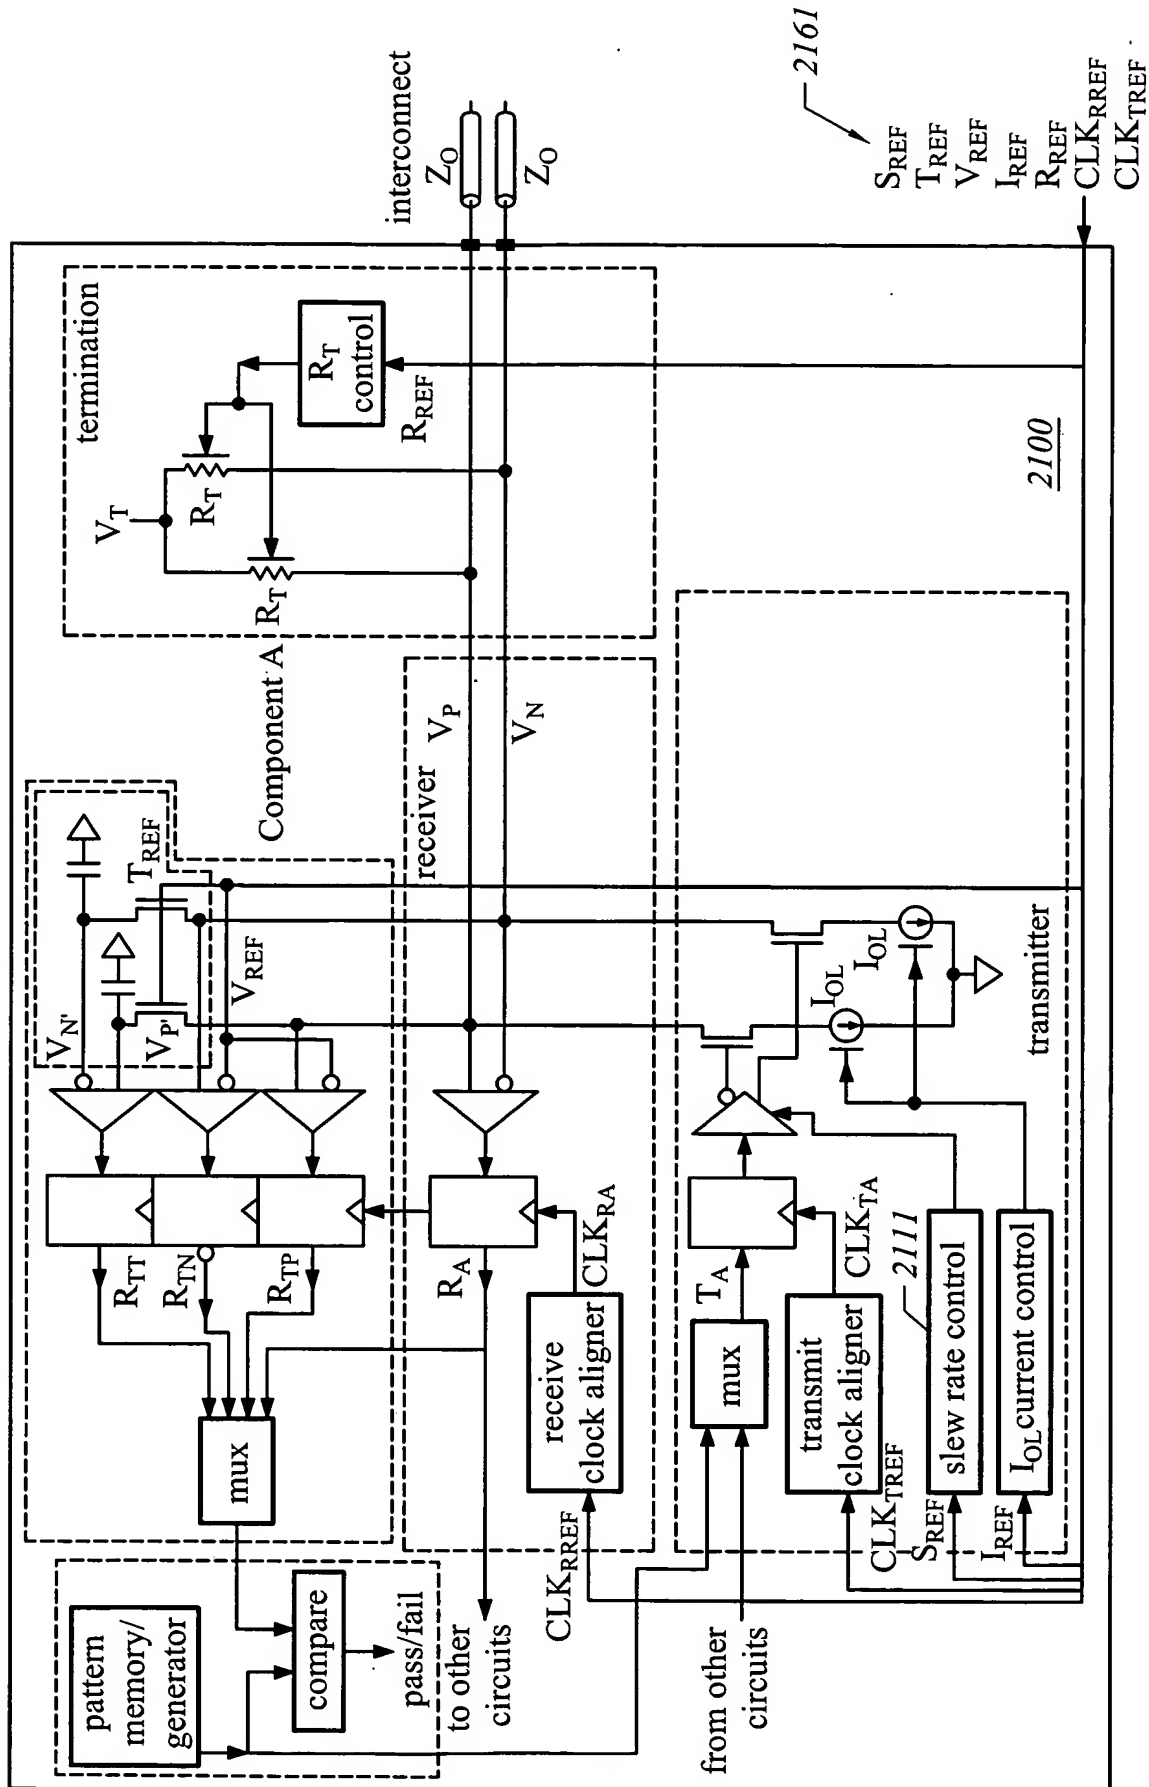 pattern
memory/
generator
compare
pass/fail
to other
circuits
mux
R_TT
R_TN
R_TP
V_N'
V_P'
V_REF
T_REF
Component A
termination
V_T
R_T
R_T
R_T
control
R_REF
interconnect
Z_O
Z_O
receiver
V_P
V_N
R_A
CLK_RA
receive
clock aligner
CLK_RREF
from other
circuits
mux
T_A
transmit
clock aligner
CLK_TA
CLK_TREF
slew rate control
2111
S_REF
I_OL current control
I_REF
I_OL
I_OL
transmitter
2100
2161
S_REF
T_REF
V_REF
I_REF
R_REF
CLK_RREF
CLK_TREF